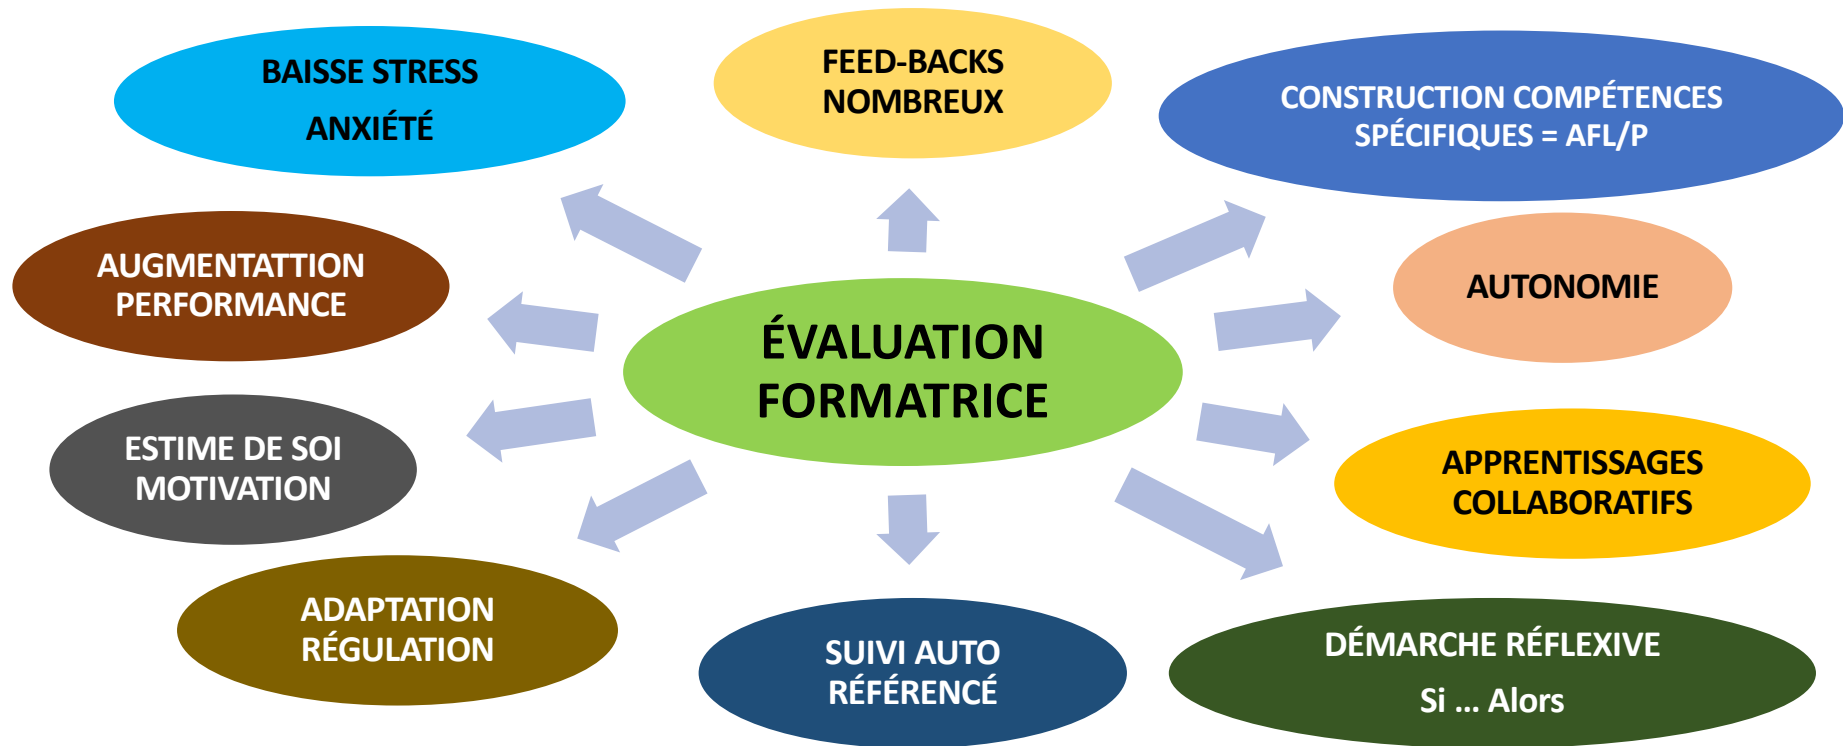 BAISSE STRESS
ANXIÉTÉ
FEED-BACKS
NOMBREUX
CONSTRUCTION COMPÉTENCES
SPÉCIFIQUES = AFL/P
AUGMENTATTION
PERFORMANCE
AUTONOMIE
ÉVALUATION
FORMATRICE
ESTIME DE SOI
MOTIVATION
APPRENTISSAGES
COLLABORATIFS
ADAPTATION
RÉGULATION
SUIVI AUTO
RÉFÉRENCÉ
DÉMARCHE RÉFLEXIVE
Si ... Alors